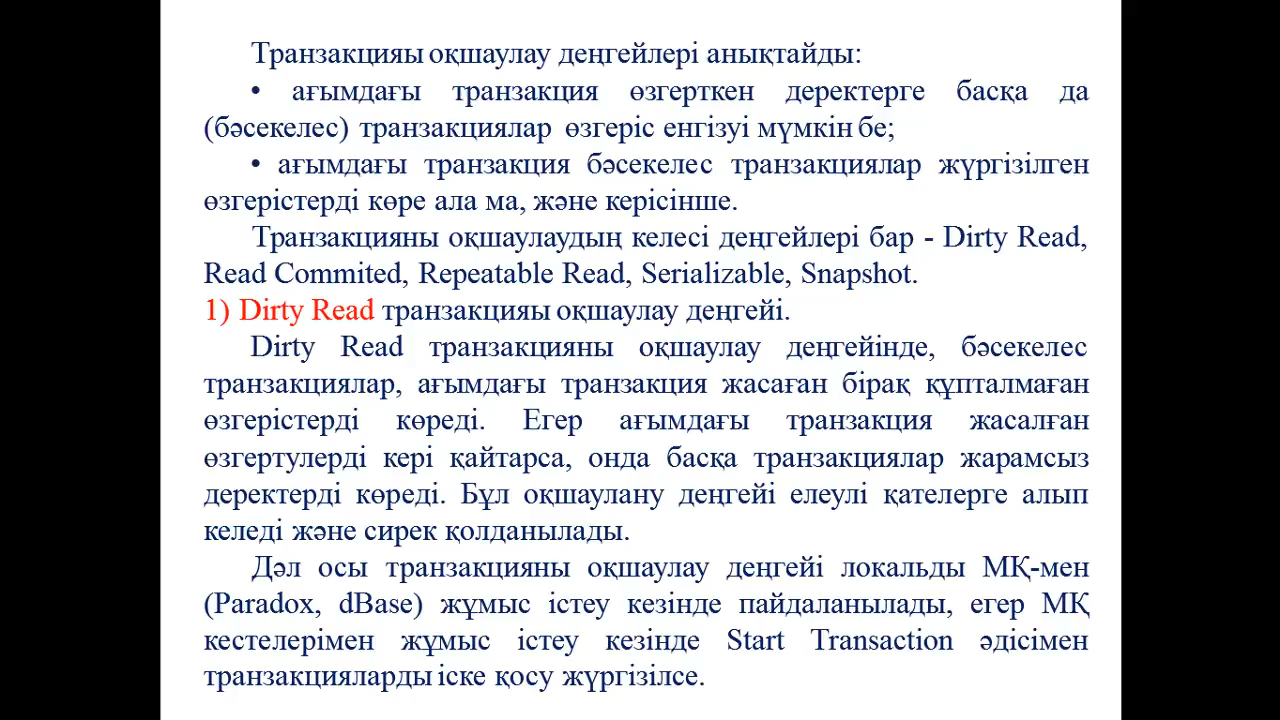 Транзакцияы оқшаулау деңгейлері анықтайды:
• ағымдағы транзакция өзгерткен деректерге басқа да
(бәсекелес) транзакциялар өзгеріс енгізуі мүмкін бе;
• ағымдағы транзакция бәсекелес транзакциялар жүргізілген
өзгерістерді көре ала ма, және керісінше.
Транзакцияны оқшаулаудың келесі деңгейлері бар - Dirty Read,
Read Commited, Repeatable Read, Serializable, Snapshot.
1) Dirty Read транзакцияы оқшаулау деңгейі.
Dirty Read транзакцияны оқшаулау деңгейінде, бәсекелес
транзакциялар, ағымдағы транзакция жасаған бірақ құпталмаған
өзгерістерді көреді. Егер ағымдағы транзакция жасалған
өзгертулерді кері қайтарса, онда басқа транзакциялар жарамсыз
деректерді көреді. Бұл оқшаулану деңгейі елеулі қателерге алып
келеді және сирек қолданылады.
Дәл осы транзакцияны оқшаулау деңгейі локальды МҚ-мен
(Paradox, dBase) жұмыс істеу кезінде пайдаланылады, егер МҚ
кестелерімен жұмыс істеу кезінде Start Transaction әдісімен
транзакцияларды іске қосу жүргізілсе.